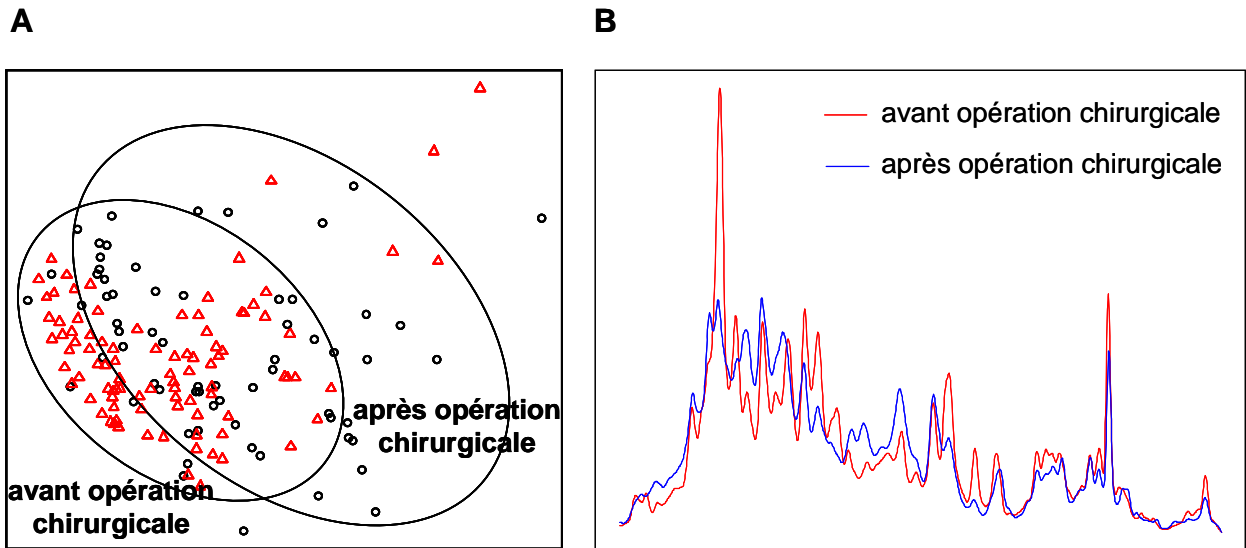 A
après opération
chirurgicale
avant opération
chirurgicale
B
avant opération chirurgicale
après opération chirurgicale